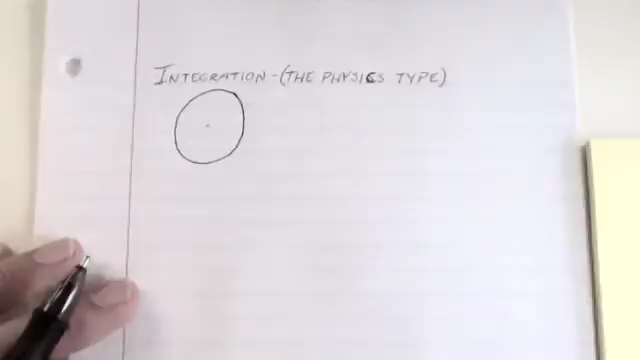 INTEGRATION - (THE PHYSICS TYPE)